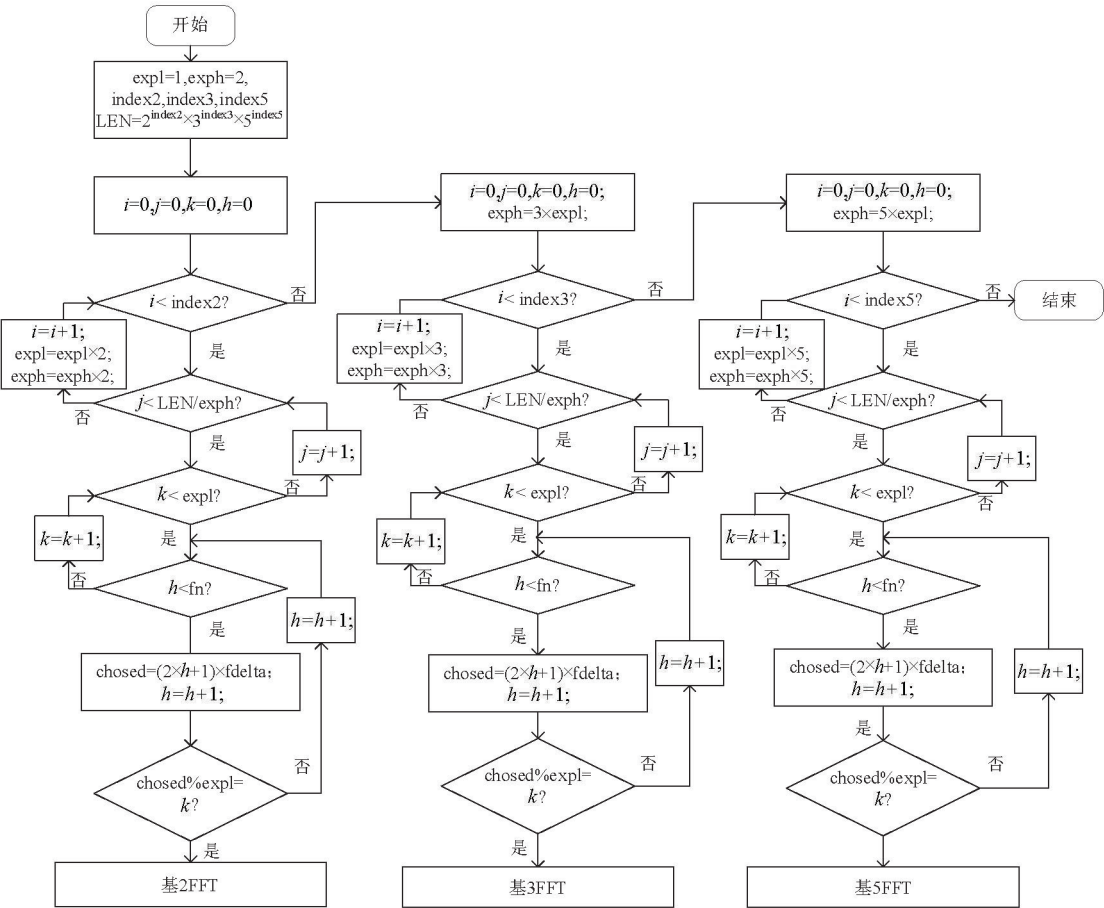 开始
expl=1,exph=2,
index2,index3,index5
LEN=2^index2×3^index3×5^index5
i=0,j=0,k=0,h=0
i< index2?
否
i=i+1;
expl=expl×2;
exph=exph×2;
是
j< LEN/exph?
否
是
j=j+1;
k< expl?
否
k=k+1;
是
h<fn?
否
是
h=h+1;
chosed=(2×h+1)×fdelta;
h=h+1;
chosed%expl=
k?
否
是
基2FFT
i=0,j=0,k=0,h=0;
exph=3×expl;
i< index3?
否
i=i+1;
expl=expl×3;
exph=exph×3;
是
j< LEN/exph?
否
是
j=j+1;
k< expl?
否
k=k+1;
是
h<fn?
否
是
h=h+1;
chosed=(2×h+1)×fdelta;
h=h+1;
chosed%expl=
k?
否
是
基3FFT
i=0,j=0,k=0,h=0;
exph=5×expl;
i< index5?
否
结束
i=i+1;
expl=expl×5;
exph=exph×5;
是
j< LEN/exph?
否
是
j=j+1;
k< expl?
否
k=k+1;
是
h<fn?
否
是
h=h+1;
chosed=(2×h+1)×fdelta;
h=h+1;
是
chosed%expl=
k?
否
基5FFT